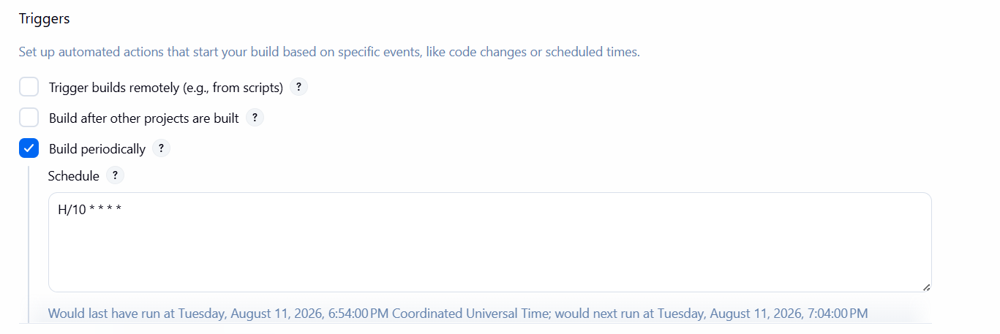 Triggers
Set up automated actions that start your build based on specific events, like code changes or scheduled times.
Trigger builds remotely (e.g., from scripts) ?
Build after other projects are built ?
Build periodically ?
Schedule ?
H/10 * * * *
Would last have run at Tuesday, August 11, 2026, 6:54:00 PM Coordinated Universal Time; would next run at Tuesday, August 11, 2026, 7:04:00 PM